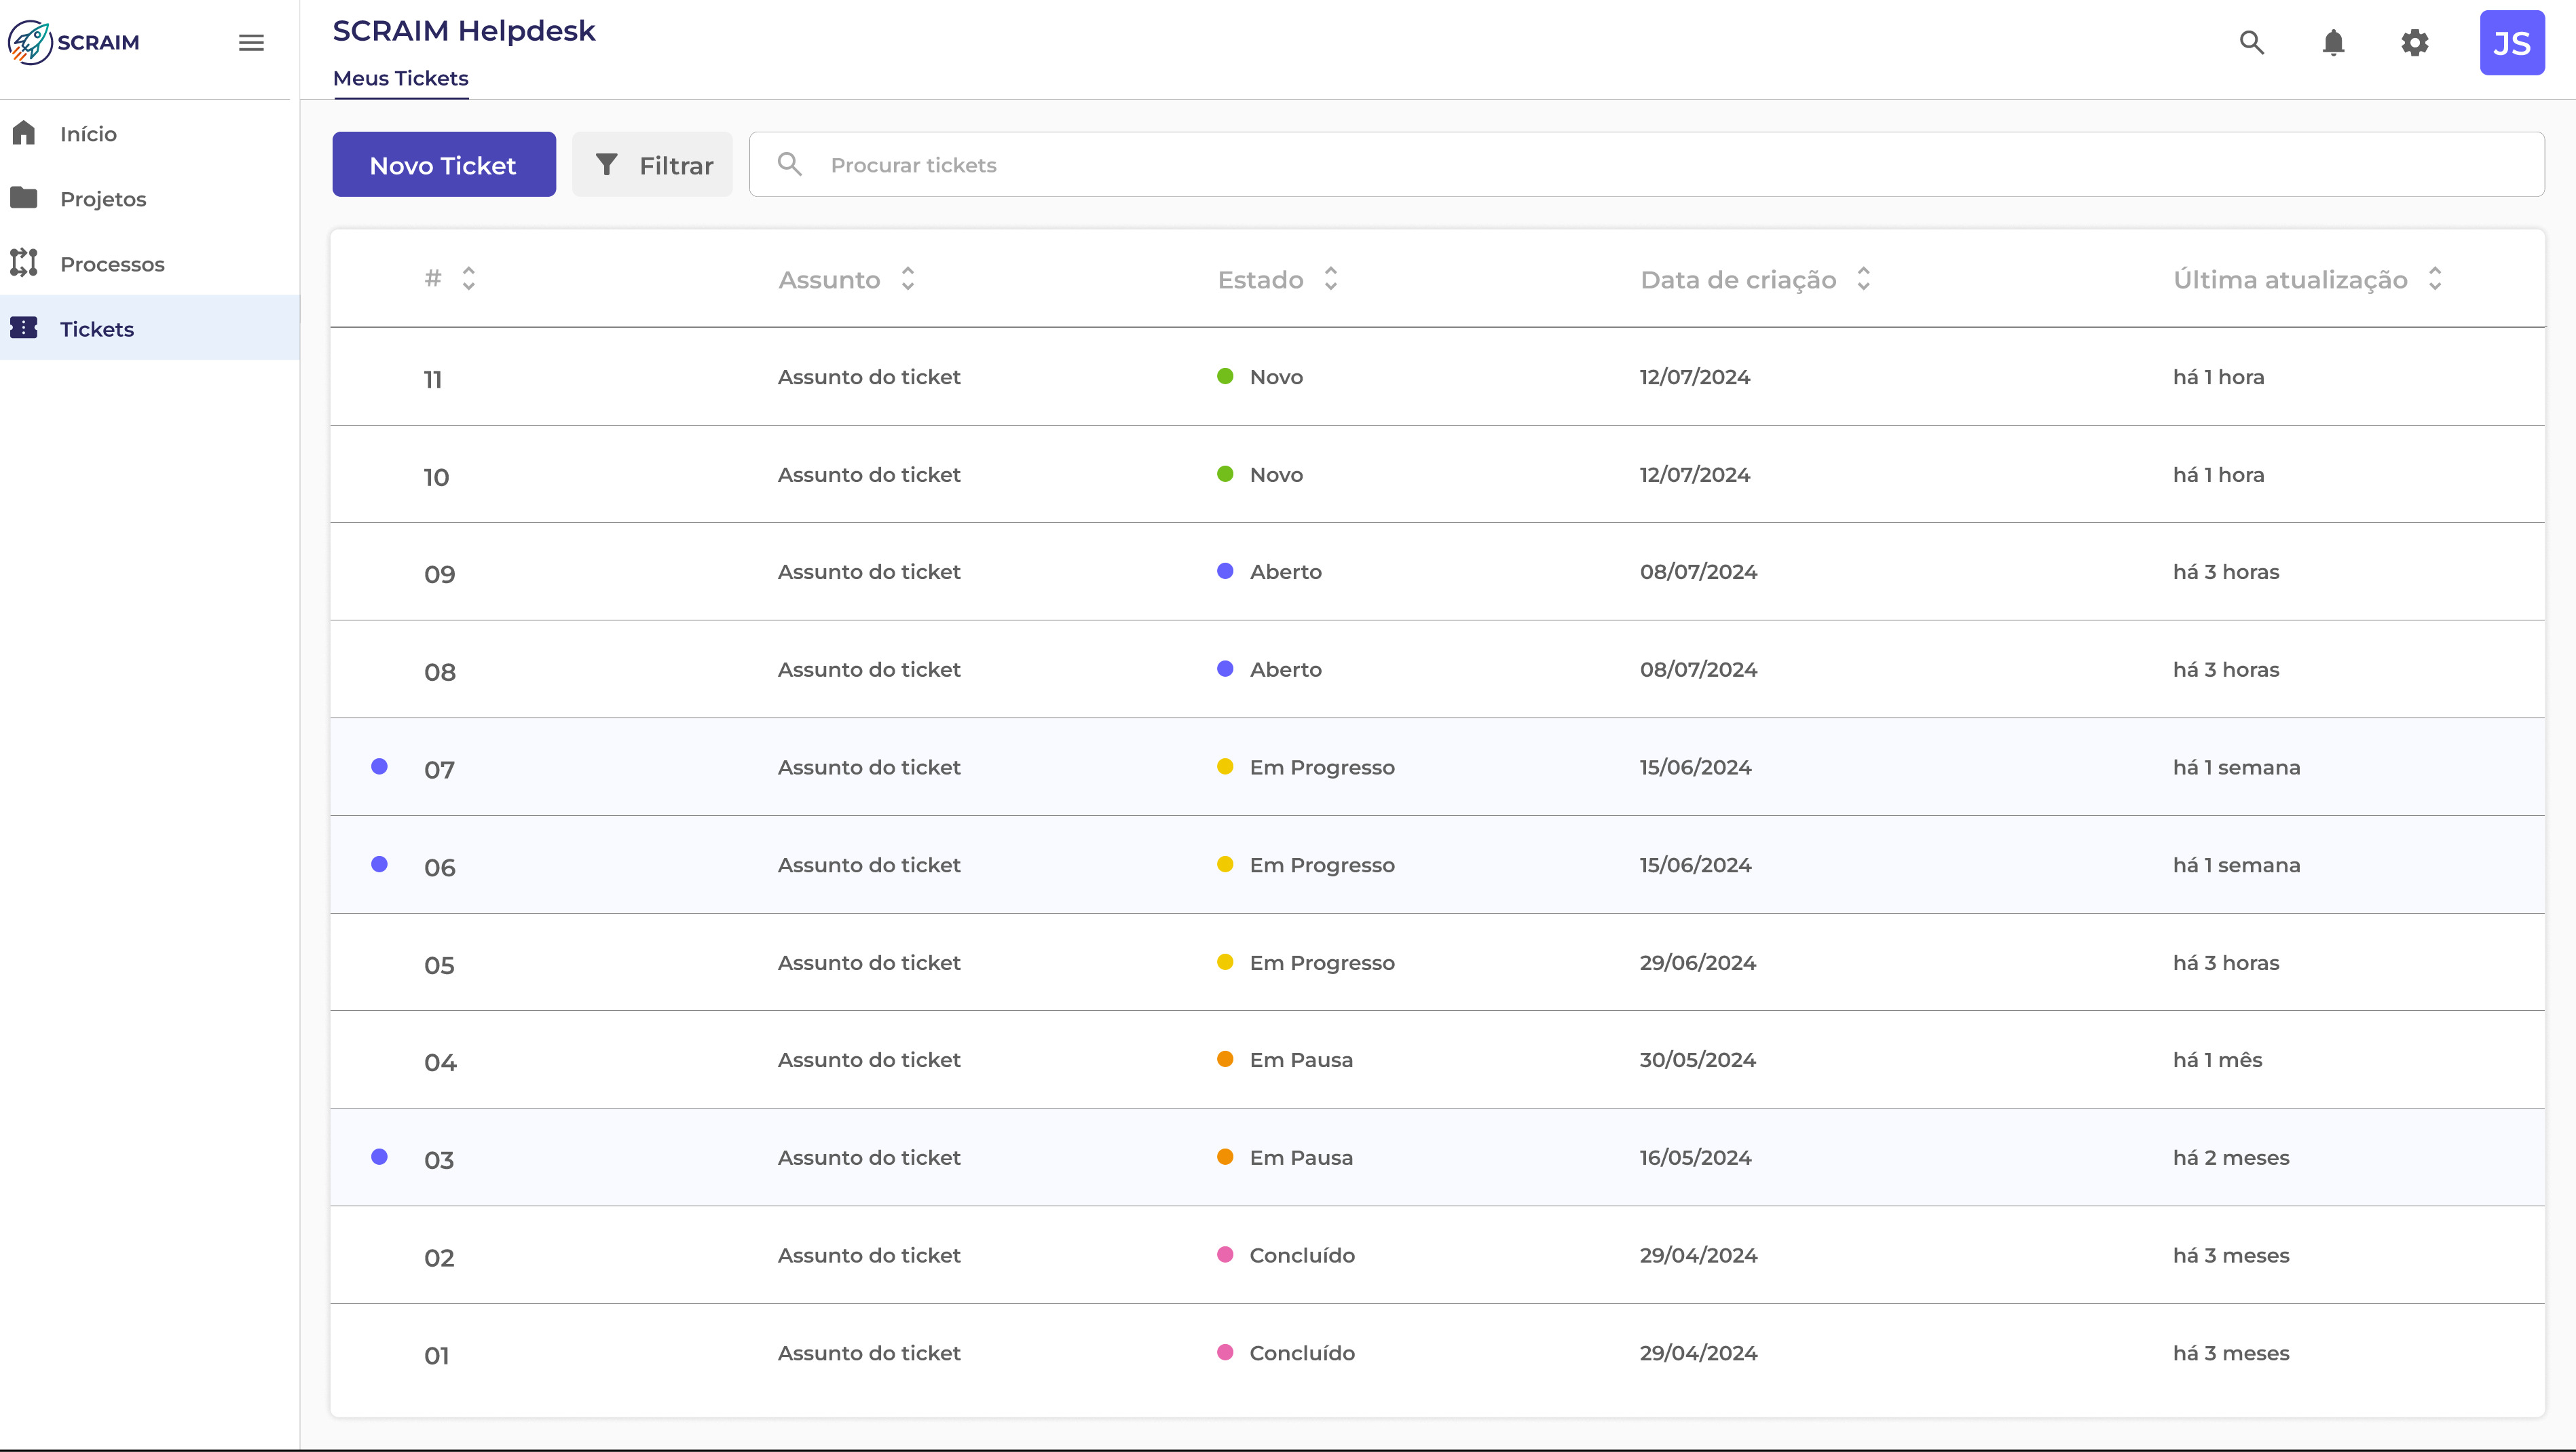 SCRAIM
SCRAIM Helpdesk
JS
Meus Tickets
Início
Projetos
Processos
Tickets
Novo Ticket
Filtrar
Procurar tickets
# Assunto Estado Data de criação Última atualização
11 Assunto do ticket Novo 12/07/2024 há 1 hora
10 Assunto do ticket Novo 12/07/2024 há 1 hora
09 Assunto do ticket Aberto 08/07/2024 há 3 horas
08 Assunto do ticket Aberto 08/07/2024 há 3 horas
07 Assunto do ticket Em Progresso 15/06/2024 há 1 semana
06 Assunto do ticket Em Progresso 15/06/2024 há 1 semana
05 Assunto do ticket Em Progresso 29/06/2024 há 3 horas
04 Assunto do ticket Em Pausa 30/05/2024 há 1 mês
03 Assunto do ticket Em Pausa 16/05/2024 há 2 meses
02 Assunto do ticket Concluído 29/04/2024 há 3 meses
01 Assunto do ticket Concluído 29/04/2024 há 3 meses